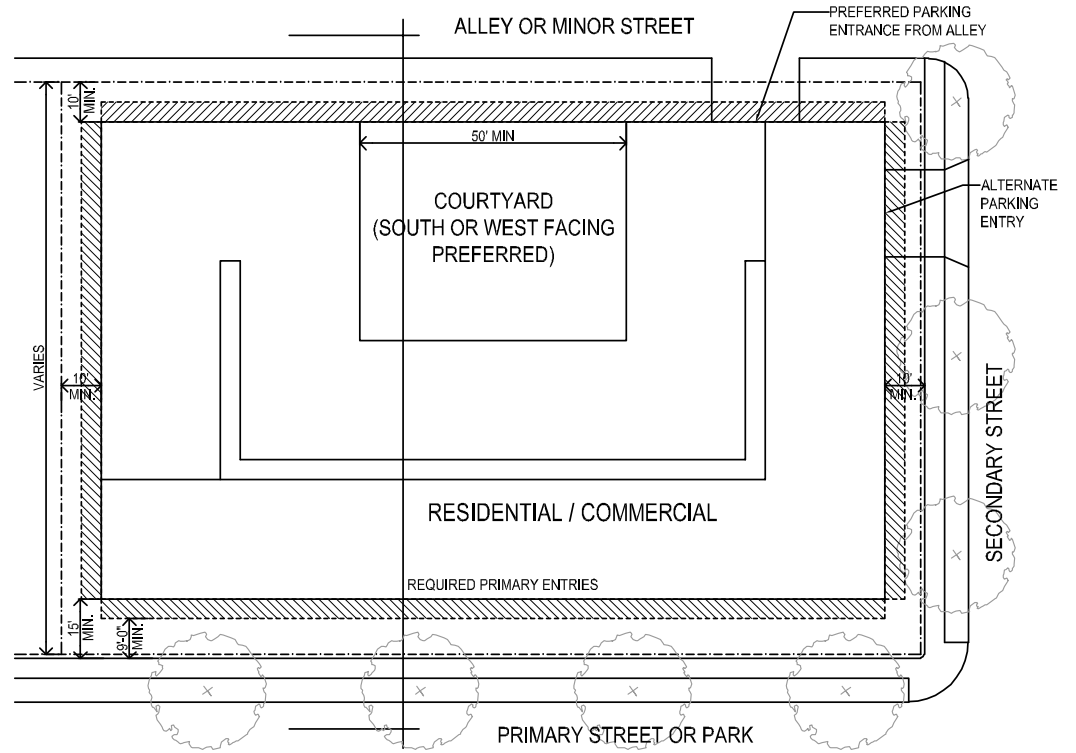 ALLEY OR MINOR STREET
PREFERRED PARKING
ENTRANCE FROM ALLEY
10'
MIN.
50' MIN
COURTYARD
(SOUTH OR WEST FACING
PREFERRED)
ALTERNATE
PARKING
ENTRY
VARIES
10'
MIN.
10'
MIN.
SECONDARY STREET
RESIDENTIAL / COMMERCIAL
REQUIRED PRIMARY ENTRIES
15'
MIN.
9'-0"
MIN.
PRIMARY STREET OR PARK